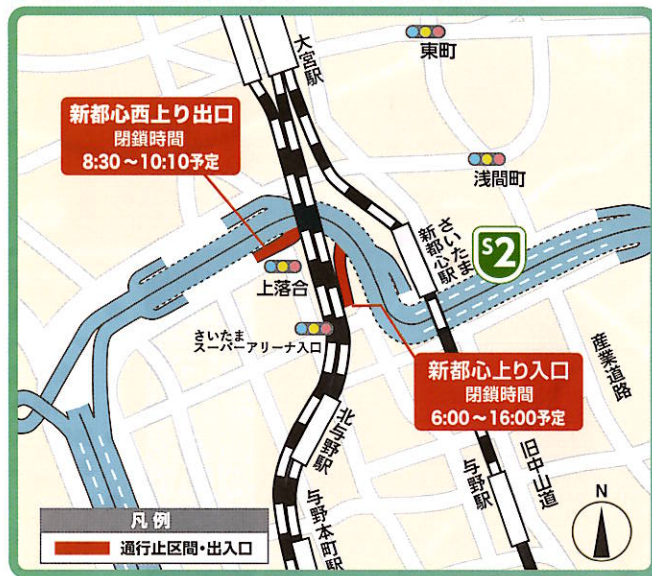 大宮駅
東町
新都心西上り出口
閉鎖時間
8:30～10:10予定
浅間町
さいたま
新都心駅
S2
上落合
さいたま
スーパーアリーナ入口
新都心上り入口
閉鎖時間
6:00～16:00予定
産業道路
北与野駅
与野駅
旧中山道
与野本町駅
N
凡例
通行止区間・出入口